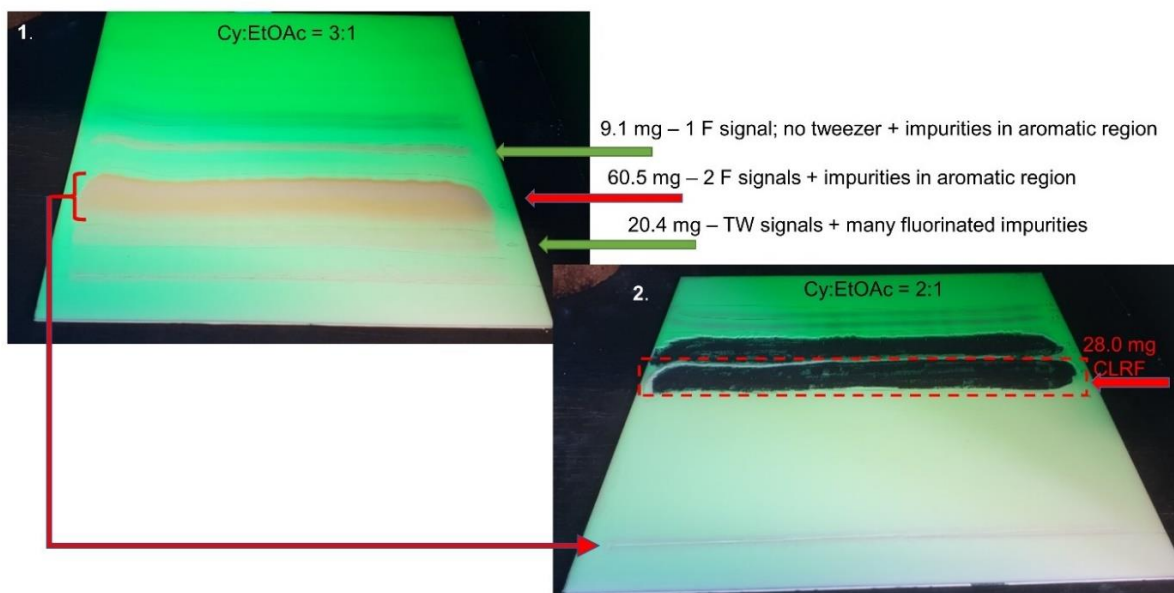 1.
Cy:EtOAc = 3:1
9.1 mg – 1 F signal; no tweezer + impurities in aromatic region
60.5 mg – 2 F signals + impurities in aromatic region
20.4 mg – TW signals + many fluorinated impurities
2.
Cy:EtOAc = 2:1
28.0 mg
CLRF